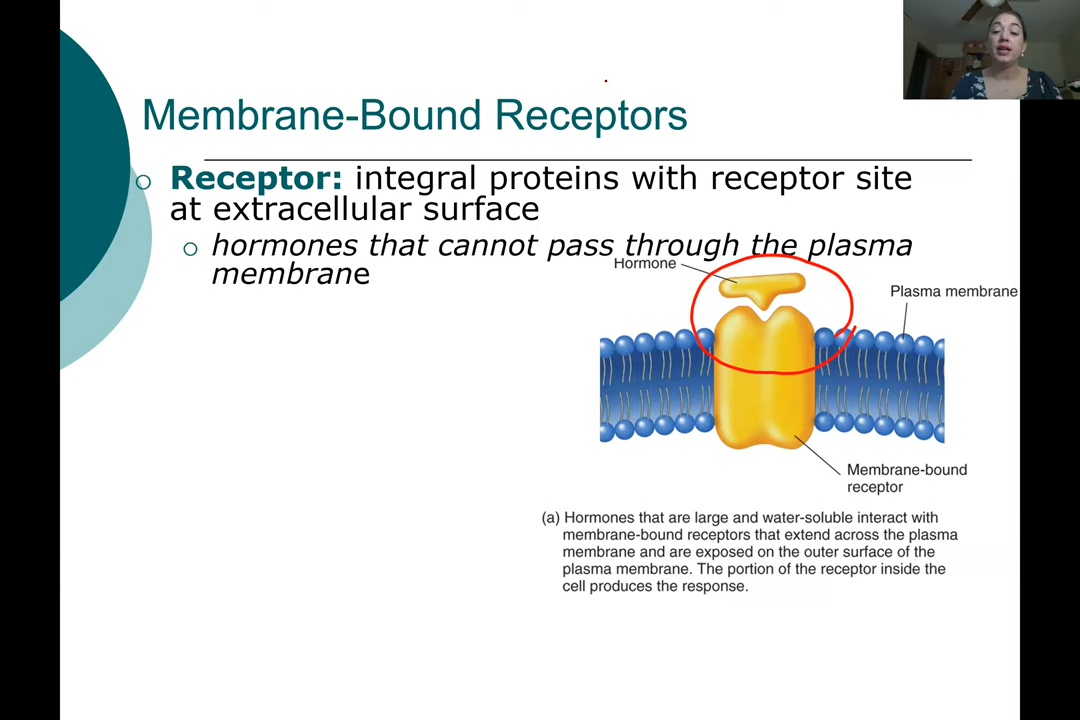 Membrane-Bound Receptors
Receptor: integral proteins with receptor site
at extracellular surface
hormones that cannot pass through the plasma
membrane
Hormone
Plasma membrane
Membrane-bound
receptor
(a) Hormones that are large and water-soluble interact with
membrane-bound receptors that extend across the plasma
membrane and are exposed on the outer surface of the
plasma membrane. The portion of the receptor inside the
cell produces the response.